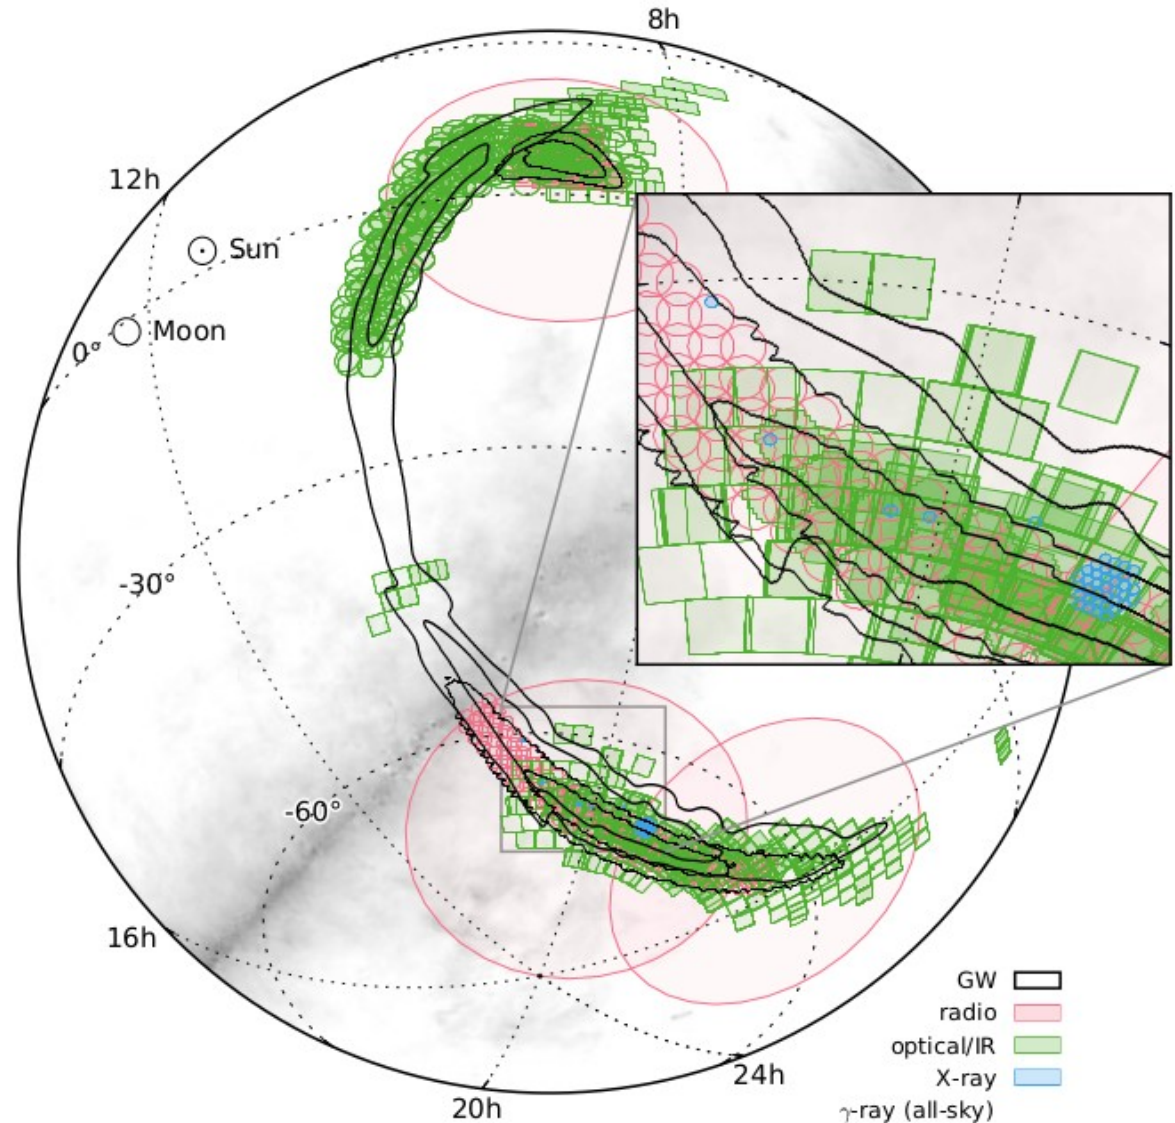 8h
12h
Sun
Moon
0°
-30°
-60°
16h
GW
radio
optical/IR
X-ray
γ-ray (all-sky)
24h
20h